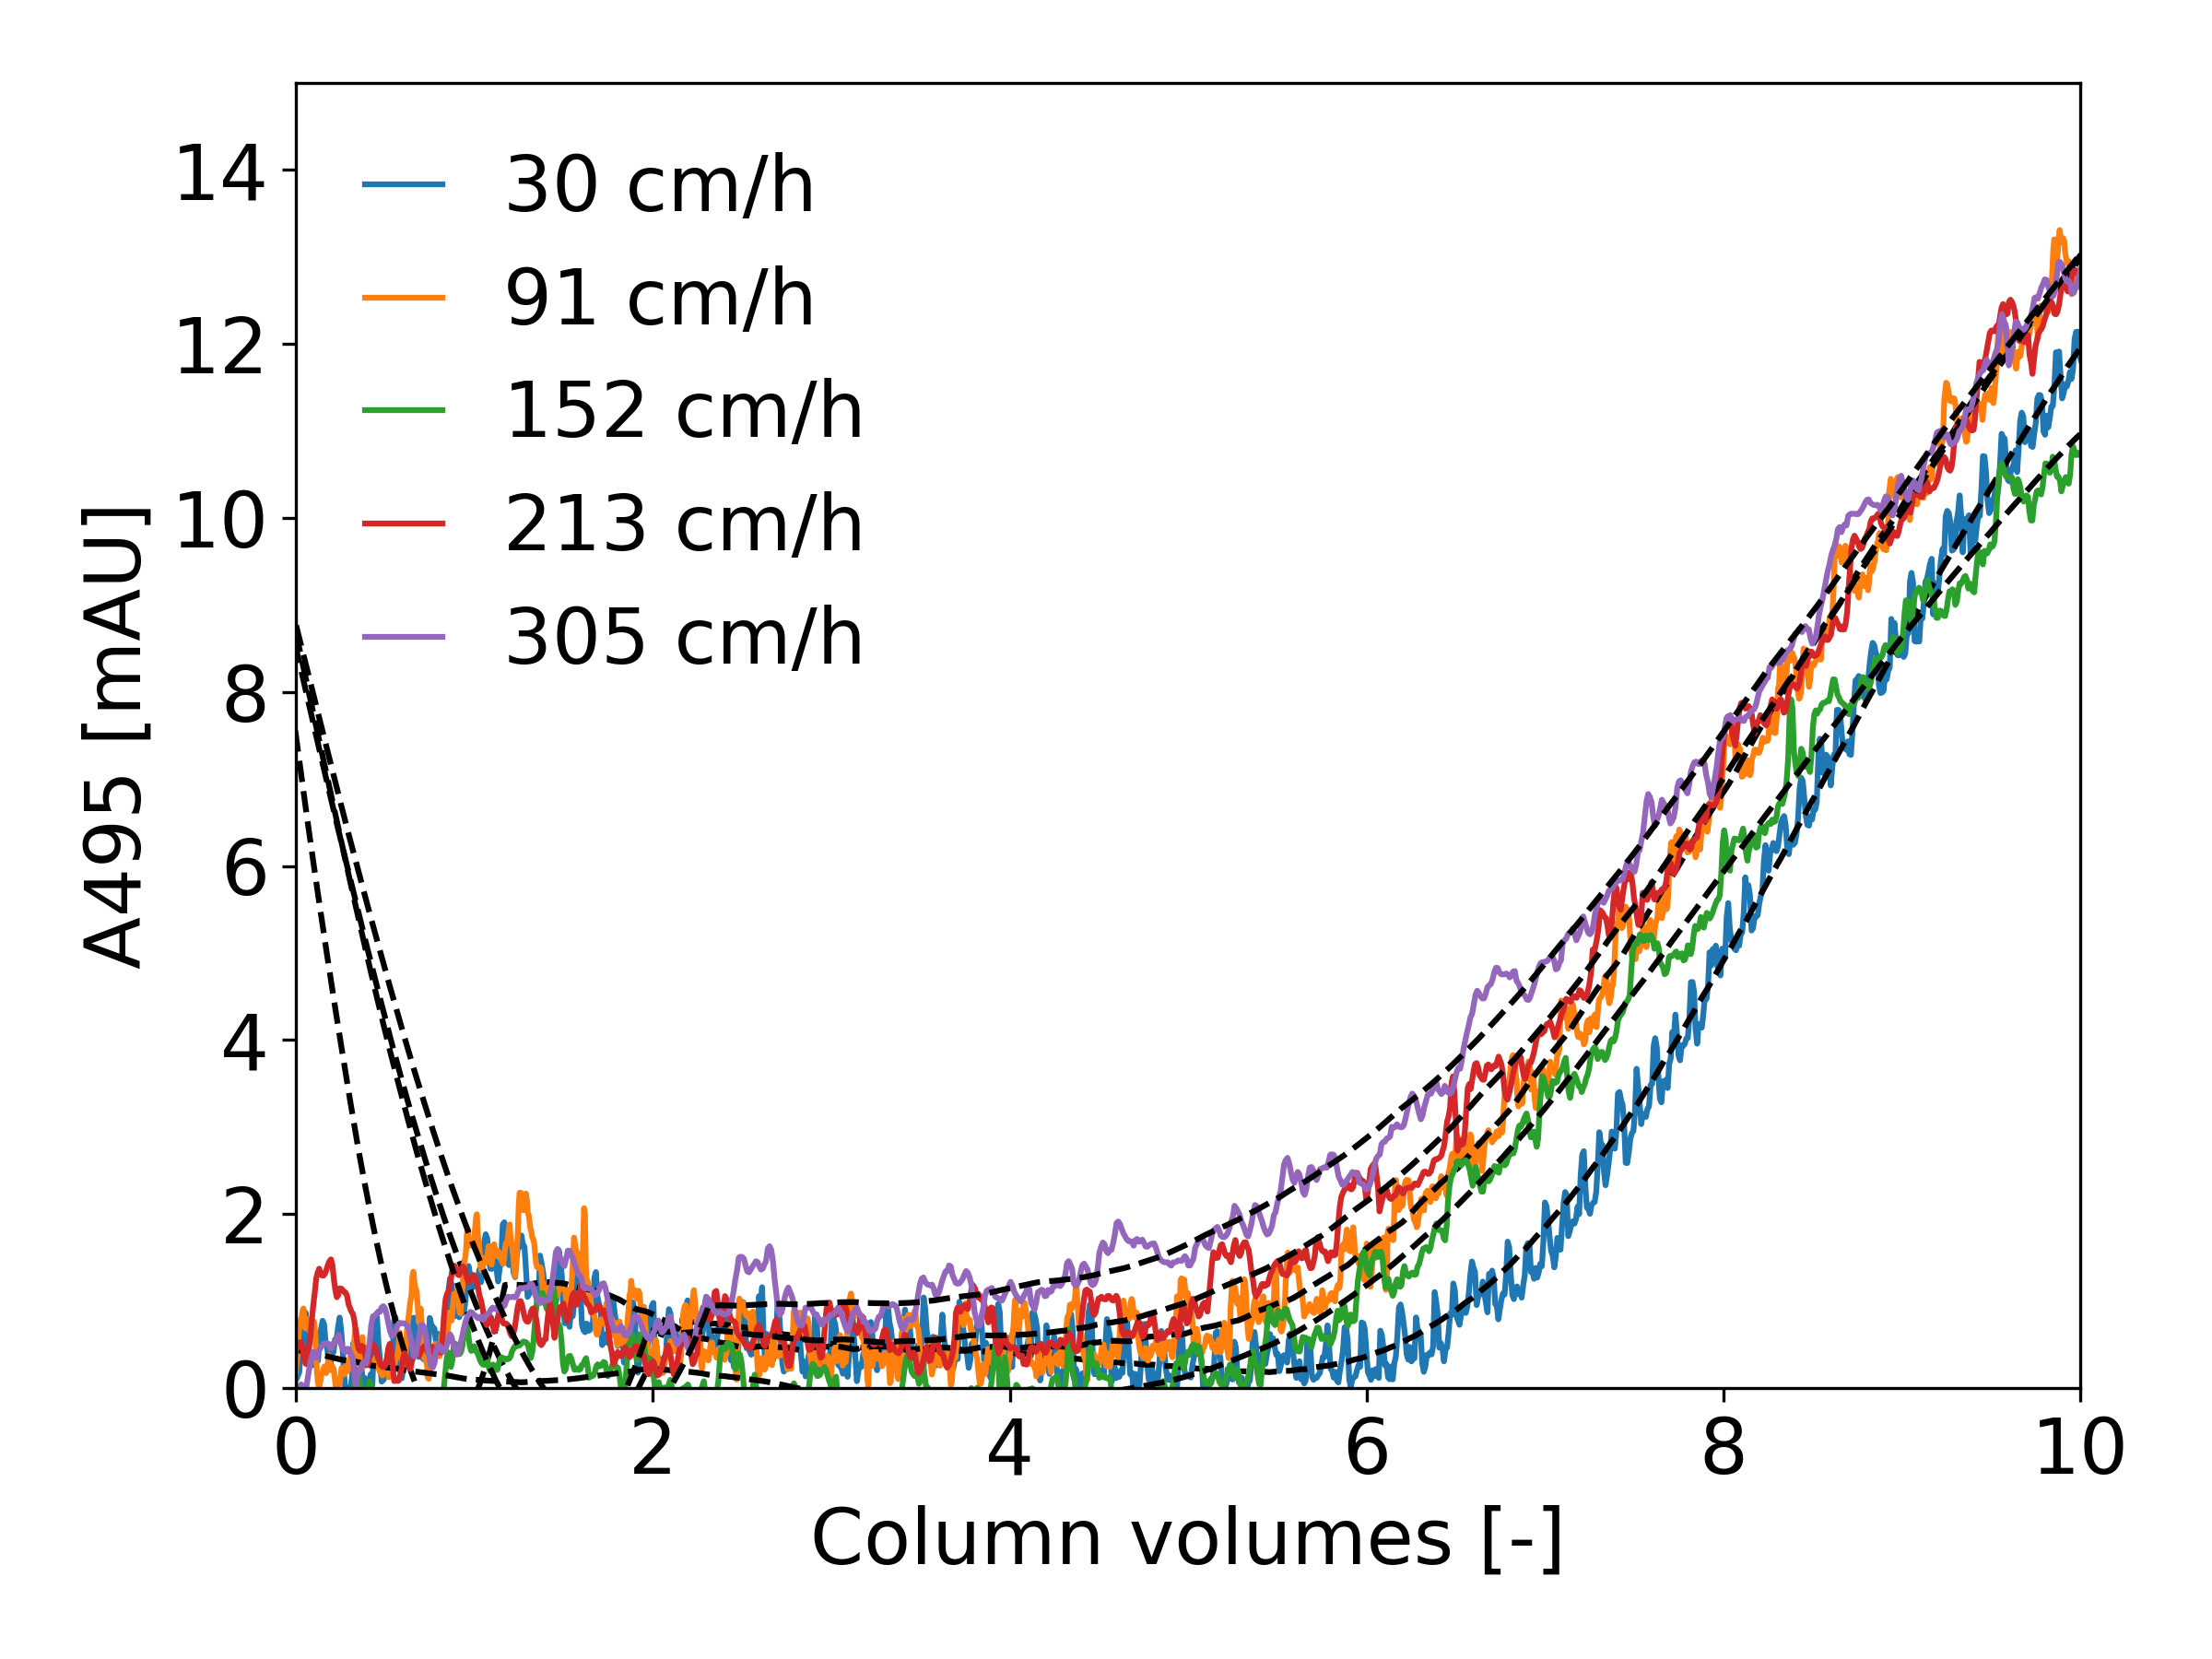 A495 [mAU]
14
12
10
8
6
4
2
0
30 cm/h
91 cm/h
152 cm/h
213 cm/h
305 cm/h
0 2 4 6 8 10
Column volumes [-]